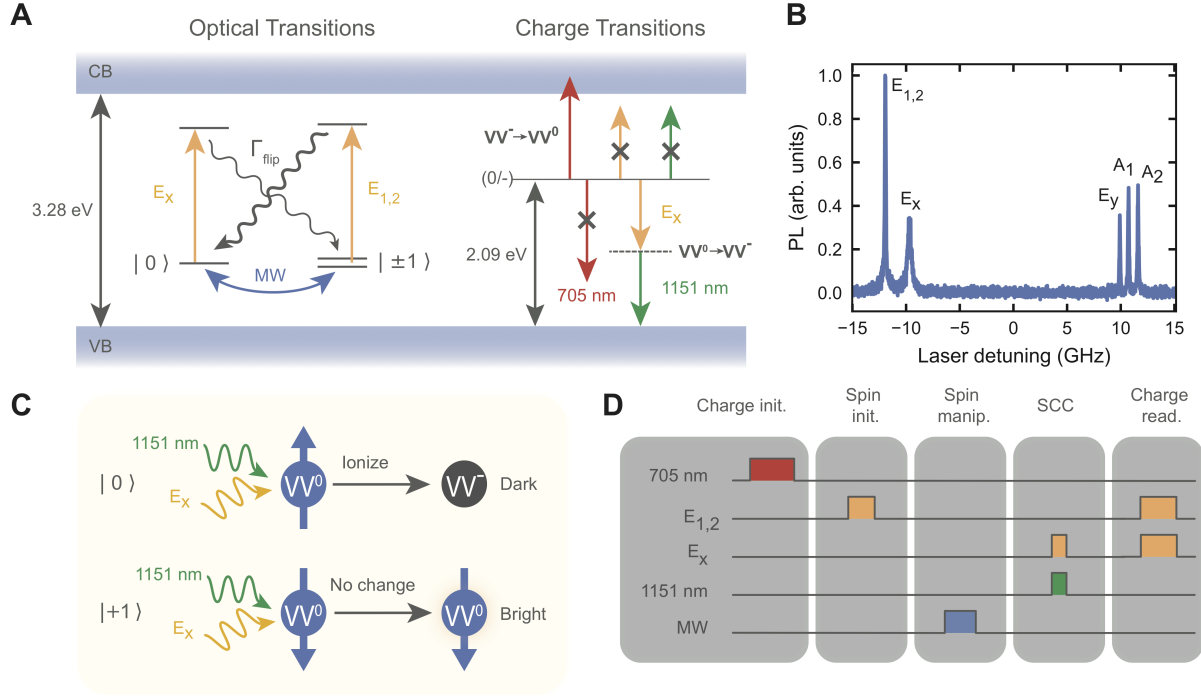 A
Optical Transitions
Charge Transitions
CB
3.28 eV
Γflip
Ex
E1,2
| 0 ⟩
| ±1 ⟩
MW
VB
VV⁻→VV⁰
(0/-)
2.09 eV
Ex
VV⁰→VV⁻
705 nm
1151 nm
B
PL (arb. units)
1.0
0.8
0.6
0.4
0.2
0.0
E1,2
Ex
Ey
A1
A2
−15 −10 −5 0 5 10 15
Laser detuning (GHz)
C
1151 nm
| 0 ⟩
Ex
VV⁰
Ionize
VV⁻
Dark
1151 nm
|+1 ⟩
Ex
VV⁰
No change
VV⁰
Bright
D
Charge init.
Spin init.
Spin manip.
SCC
Charge read.
705 nm
E1,2
Ex
1151 nm
MW